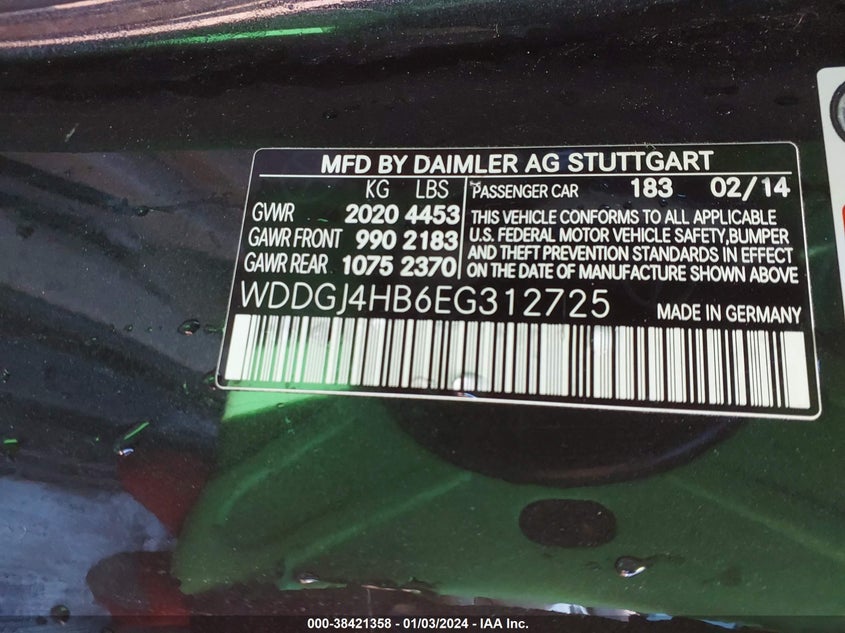 MFD BY DAIMLER AG STUTTGART
KG LBS
GVWR 2020 4453
GAWR FRONT 990 2183
GAWR REAR 1075 2370
PASSENGER CAR 183 02/14
THIS VEHICLE CONFORMS TO ALL APPLICABLE
U.S. FEDERAL MOTOR VEHICLE SAFETY,BUMPER
AND THEFT PREVENTION STANDARDS IN EFFECT
ON THE DATE OF MANUFACTURE SHOWN ABOVE
WDDGJ4HB6EG312725 MADE IN GERMANY
000-38421358 - 01/03/2024 - IAA Inc.